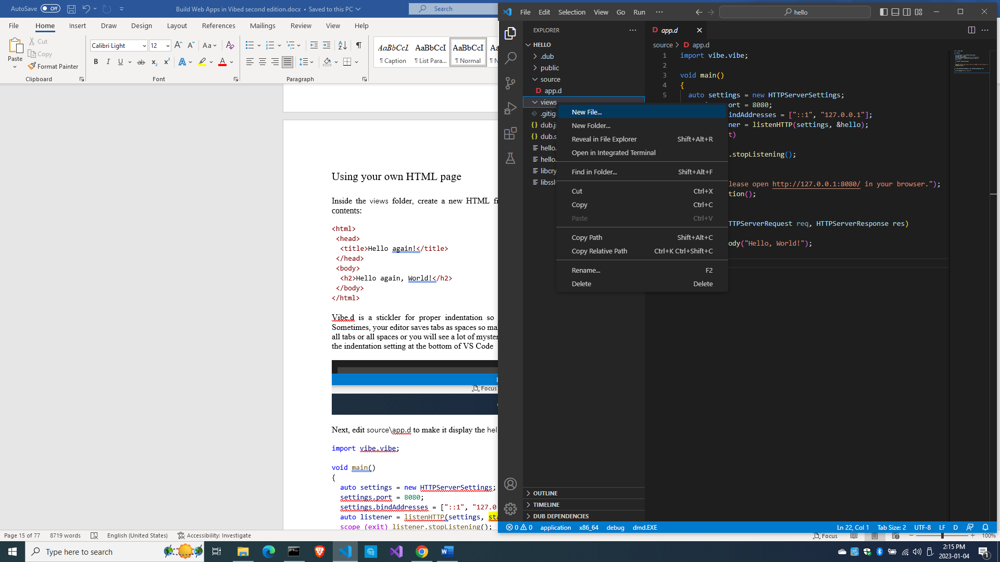 AutoSave Off Build Web Apps in Vibed second edition.docx • Saved to this PC Search
File Home Insert Draw Design Layout References Mailings Review View Help
Paste
Cut
Copy
Format Painter
Clipboard
Calibri Light 12
Font
Paragraph
AaBbCcI AaBbCcI AaBbCcI
¶ Caption ¶ List Para... ¶ Normal
Using your own HTML page
Inside the views folder, create a new HTML
contents:
<html>
<head>
<title>Hello again!</title>
</head>
<body>
<h2>Hello again, World!</h2>
</body>
</html>
Vibe.d is a stickler for proper indentation so
Sometimes, your editor saves tabs as spaces so
all tabs or all spaces or you will see a lot of
the indentation setting at the bottom of VS Code
Focus
Next, edit source\app.d to make it display the
import vibe.vibe;
void main()
{
auto settings = new HTTPServerSettings;
settings.port = 8080;
settings.bindAddresses = ["::1", "127.0
auto listener = listenHTTP(settings,
scope (exit) listener.stopListening();
Page 15 of 77 8719 words English (United States) Accessibility: Investigate
File Edit Selection View Go Run ··· hello
EXPLORER
HELLO
.dub
public
source
D app.d
views
.gitig
{} dub.js
{} dub.s
hello.
hello.
libcry
libssl-
OUTLINE
TIMELINE
DUB DEPENDENCIES
New File...
New Folder...
Reveal in File Explorer Shift+Alt+R
Open in Integrated Terminal
Find in Folder... Shift+Alt+F
Cut Ctrl+X
Copy Ctrl+C
Paste Ctrl+V
Copy Path Shift+Alt+C
Copy Relative Path Ctrl+K Ctrl+Shift+C
Rename... F2
Delete Delete
D app.d
source > D app.d
1 import vibe.vibe;
2
3 void main()
4 {
5 auto settings = new HTTPServerSettings;
ort = 8080;
indAddresses = ["::1", "127.0.0.1"];
ner = listenHTTP(settings, &hello);
t)
.stopListening();
lease open http://127.0.0.1:8080/ in your browser.");
tion();
TTPServerRequest req, HTTPServerResponse res)
ody("Hello, World!");
0 0 application x86_64 debug dmd.EXE Ln 22, Col 1 Tab Size: 2 UTF-8 LF D
Focus 100%
Type here to search
2:15 PM
2023-01-04
1